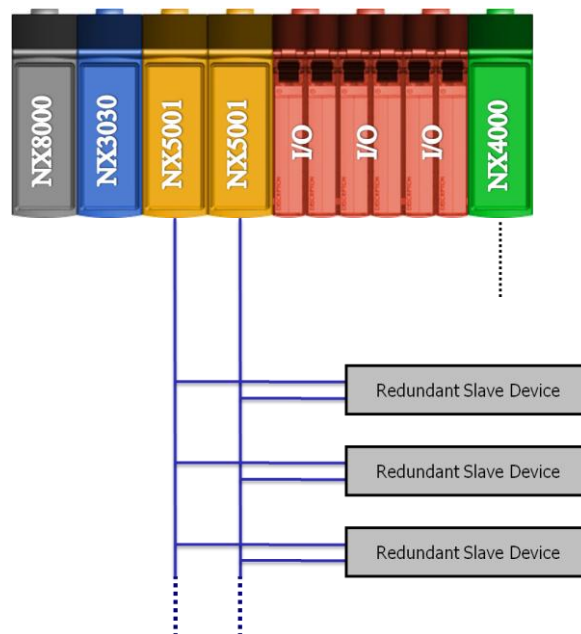 NX8000
NX3030
NX5001
NX5001
I/O
I/O
I/O
NX4000
Redundant Slave Device
Redundant Slave Device
Redundant Slave Device